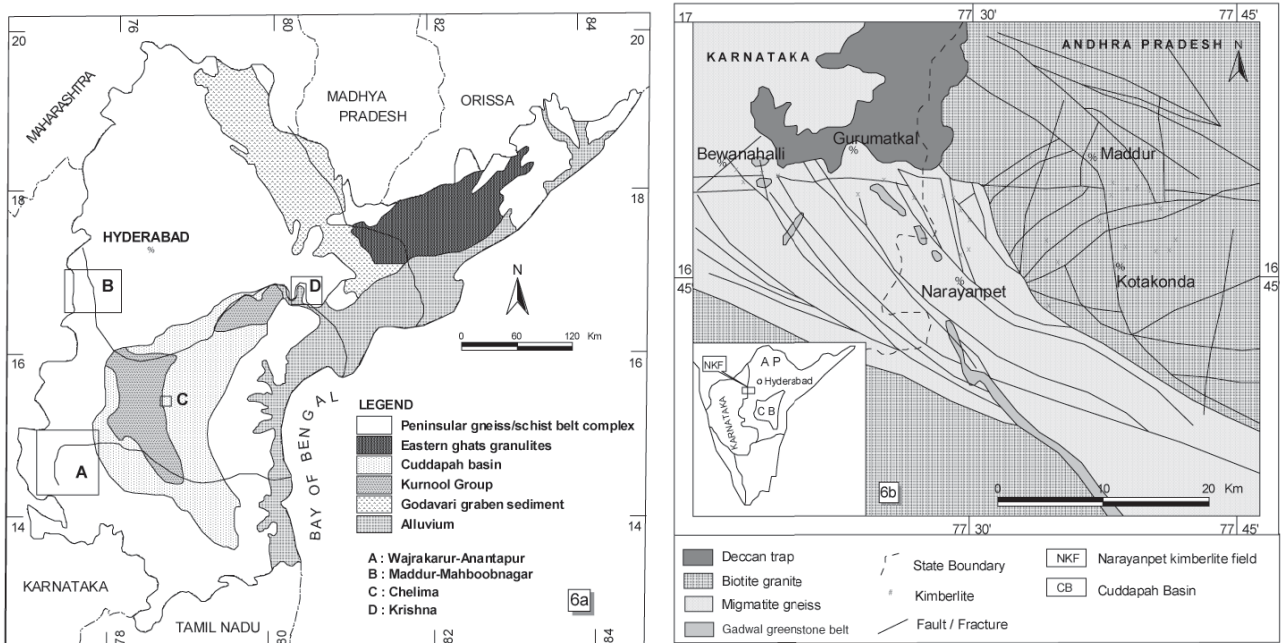 76
80
82
84
20
20
MAHARASHTRA
MADHYA
PRADESH
ORISSA
18
18
HYDERABAD
%
B
D
N
0 60 120 Km
16
16
C
A
BAY OF BENGAL
LEGEND
Peninsular gneiss/schist belt complex
Eastern ghats granulites
Cuddapah basin
Kurnool Group
Godavari graben sediment
Alluvium
14
14
A : Wajrakarur-Anantapur
B : Maddur-Mahboobnagar
C : Chelima
D : Krishna
KARNATAKA
6a
TAMIL NADU
78
80
82
84
17
77 30'
77 45'
KARNATAKA
ANDHRA PRADESH
N
Gurumatkal
%
Bewanahalli
%
Maddur
%
16
45
16
45'
Narayanpet
%
Kotakonda
%
NKF
A P
Hyderabad
KARNATAKA
C B
6b
0 10 20 Km
77 30'
77 45'
Deccan trap
Biotite granite
Migmatite gneiss
Gadwal greenstone belt
State Boundary
Kimberlite
Fault / Fracture
NKF Narayanpet kimberlite field
CB Cuddapah Basin